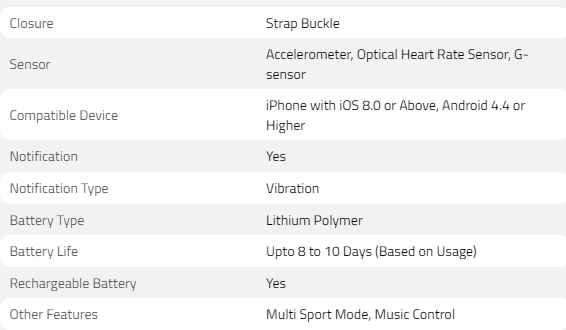 Closure Strap Buckle
Sensor Accelerometer, Optical Heart Rate Sensor, G-
sensor
Compatible Device iPhone with iOS 8.0 or Above, Android 4.4 or
Higher
Notification Yes
Notification Type Vibration
Battery Type Lithium Polymer
Battery Life Upto 8 to 10 Days (Based on Usage)
Rechargeable Battery Yes
Other Features Multi Sport Mode, Music Control